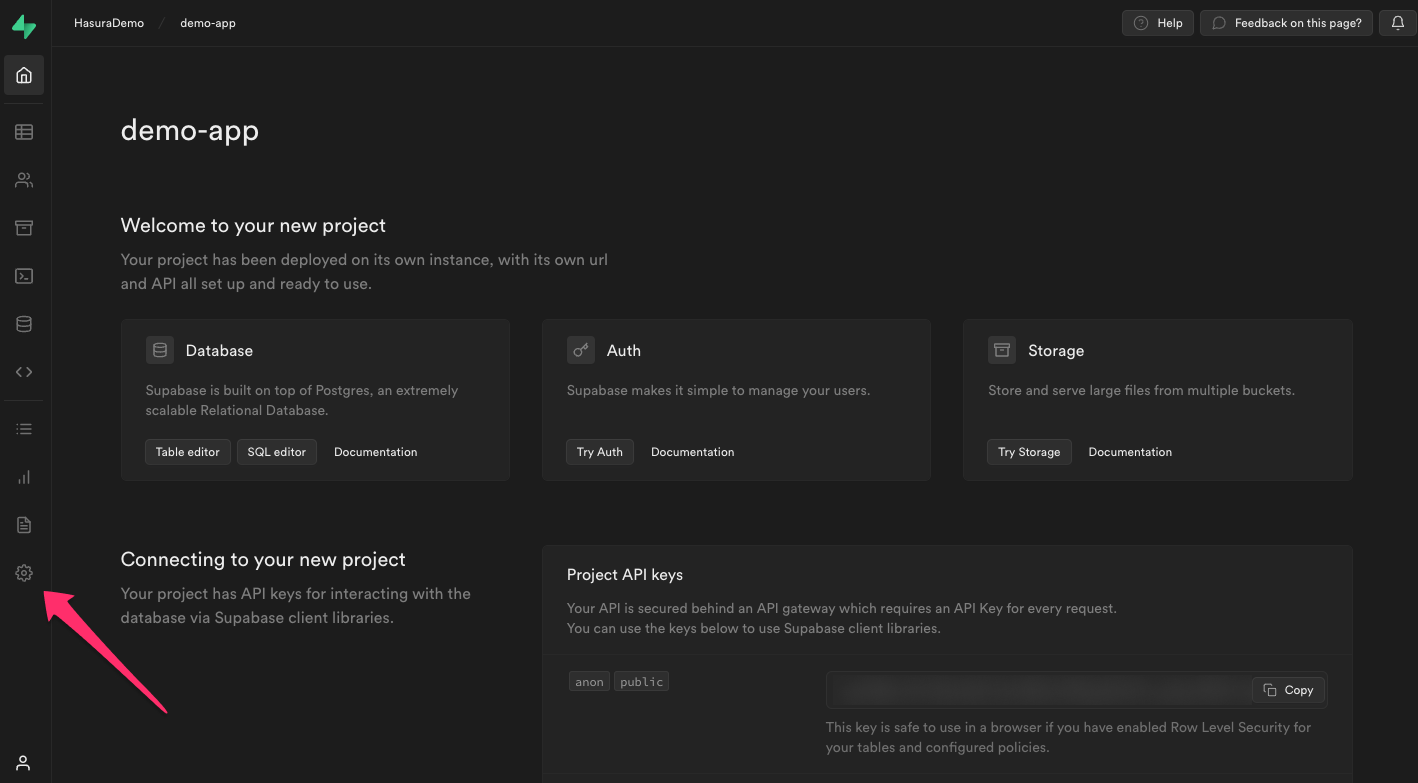 HasuraDemo / demo-app
Help
Feedback on this page?
demo-app
Welcome to your new project
Your project has been deployed on its own instance, with its own url
and API all set up and ready to use.
Database
Supabase is built on top of Postgres, an extremely
scalable Relational Database.
Table editor
SQL editor
Documentation
Auth
Supabase makes it simple to manage your users.
Try Auth
Documentation
Storage
Store and serve large files from multiple buckets.
Try Storage
Documentation
Connecting to your new project
Your project has API keys for interacting with the
database via Supabase client libraries.
Project API keys
Your API is secured behind an API gateway which requires an API Key for every request.
You can use the keys below to use Supabase client libraries.
anon public
Copy
This key is safe to use in a browser if you have enabled Row Level Security for
your tables and configured policies.